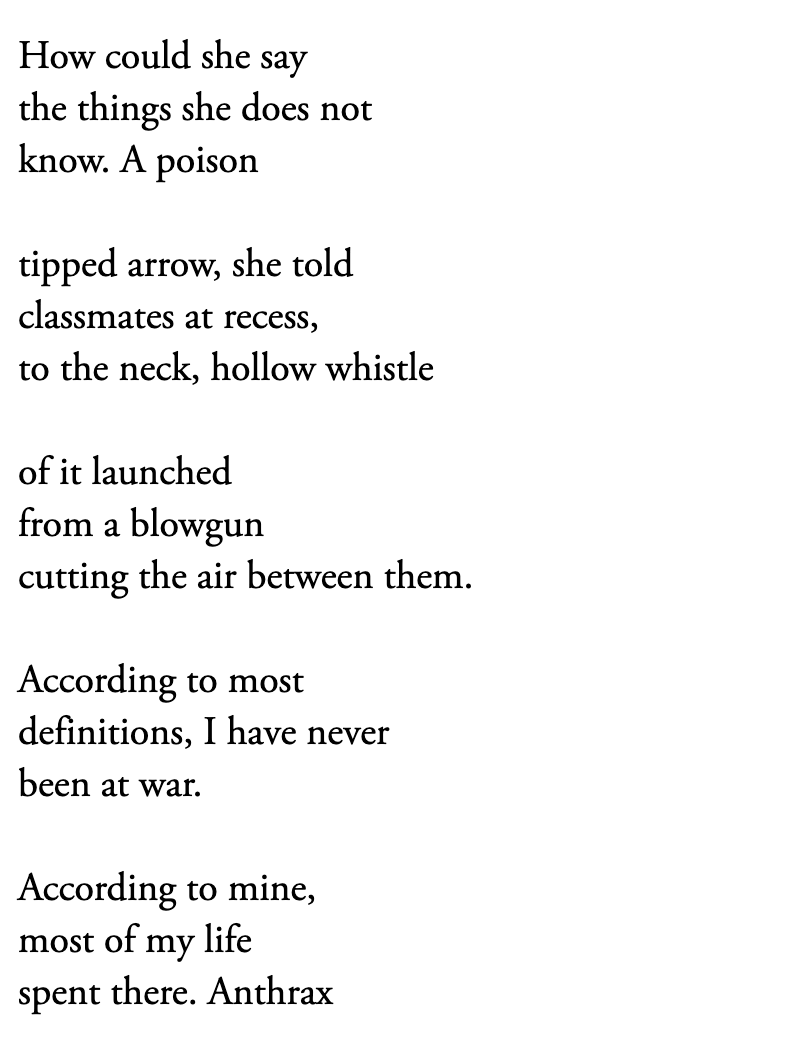 How could she say
the things she does not
know. A poison

tipped arrow, she told
classmates at recess,
to the neck, hollow whistle

of it launched
from a blowgun
cutting the air between them.

According to most
definitions, I have never
been at war.

According to mine,
most of my life
spent there. Anthrax